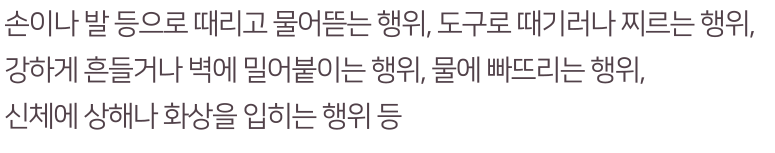 손이나 발 등으로 때리고 물어뜯는 행위, 도구로 때기러나 찌르는 행위,
강하게 흔들거나 벽에 밀어붙이는 행위, 물에 빠뜨리는 행위,
신체에 상해나 화상을 입히는 행위 등